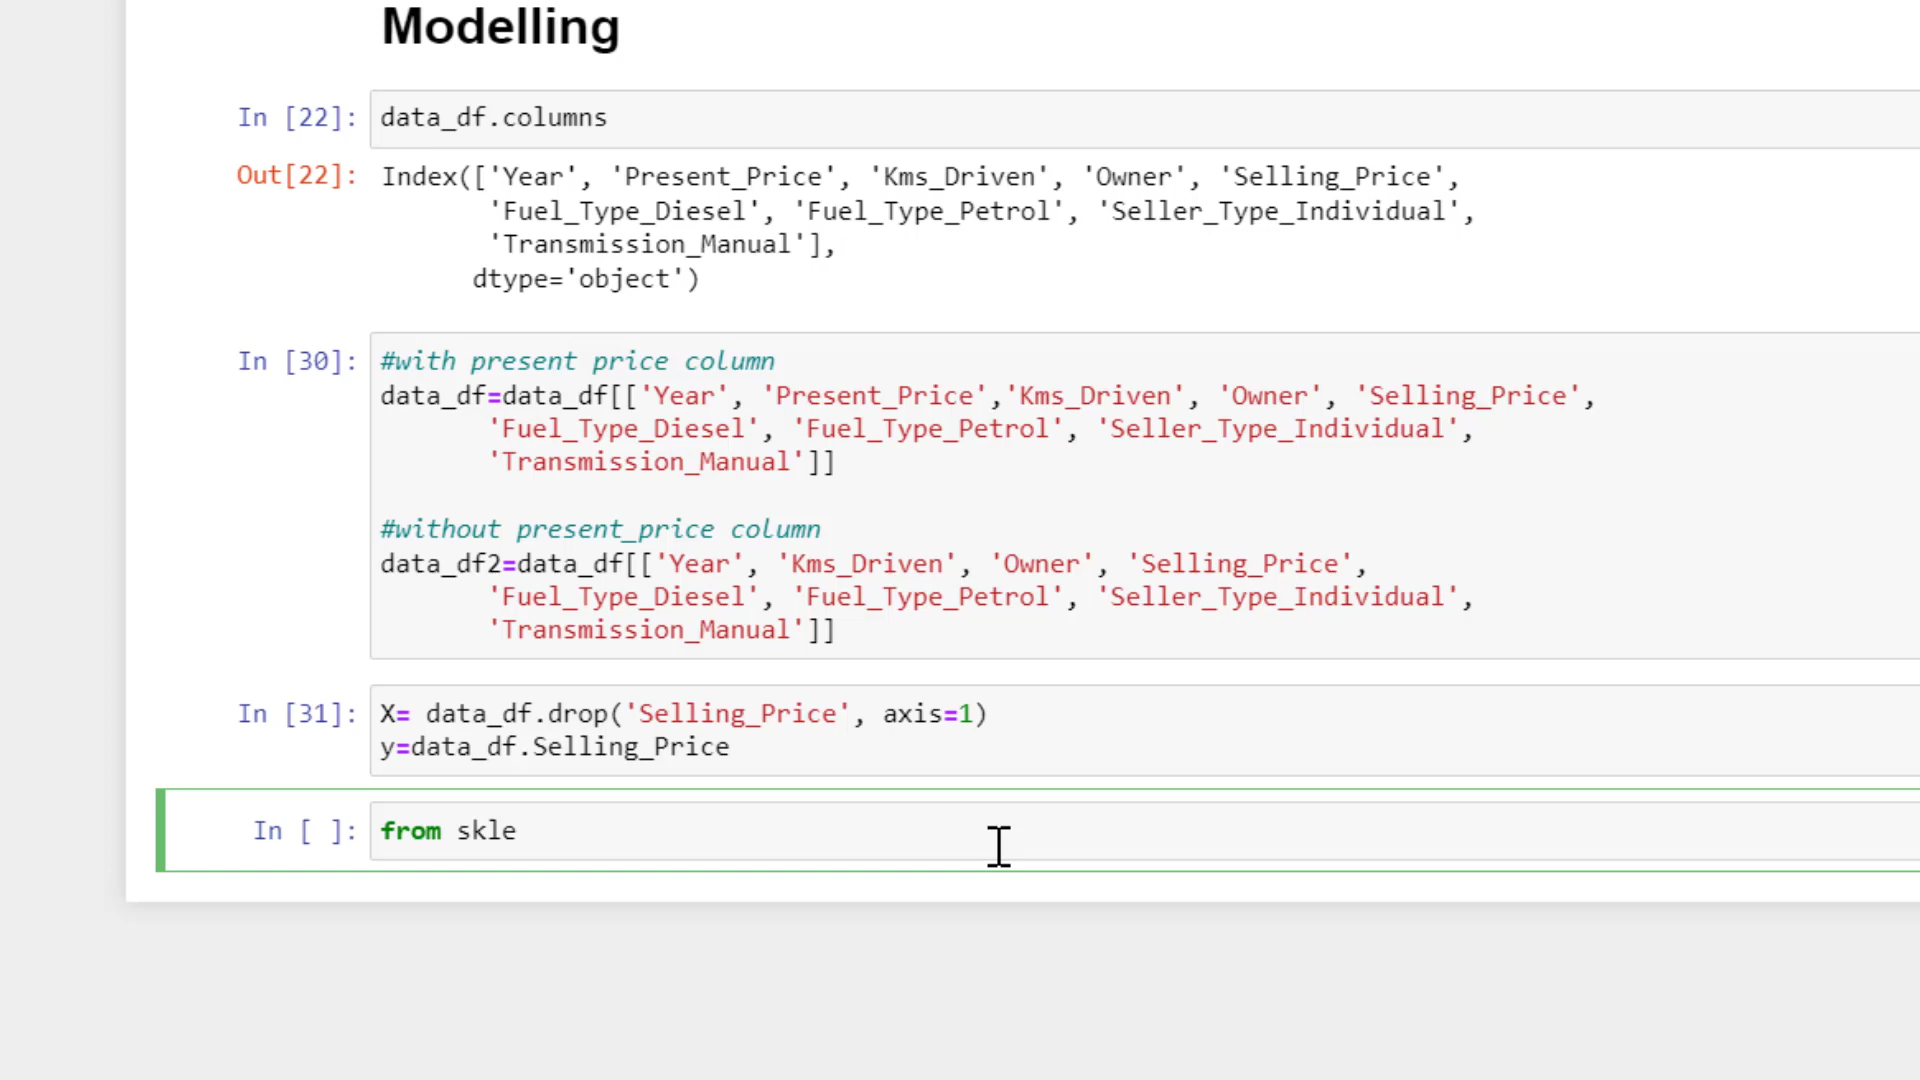 Modelling
In [22]: data_df.columns
Out[22]: Index(['Year', 'Present_Price', 'Kms_Driven', 'Owner', 'Selling_Price',
'Fuel_Type_Diesel', 'Fuel_Type_Petrol', 'Seller_Type_Individual',
'Transmission_Manual'],
dtype='object')
In [30]: #with present price column
data_df=data_df[['Year', 'Present_Price','Kms_Driven', 'Owner', 'Selling_Price',
'Fuel_Type_Diesel', 'Fuel_Type_Petrol', 'Seller_Type_Individual',
'Transmission_Manual']]
#without present_price column
data_df2=data_df[['Year', 'Kms_Driven', 'Owner', 'Selling_Price',
'Fuel_Type_Diesel', 'Fuel_Type_Petrol', 'Seller_Type_Individual',
'Transmission_Manual']]
In [31]: X= data_df.drop('Selling_Price', axis=1)
y=data_df.Selling_Price
In [ ]: from skle